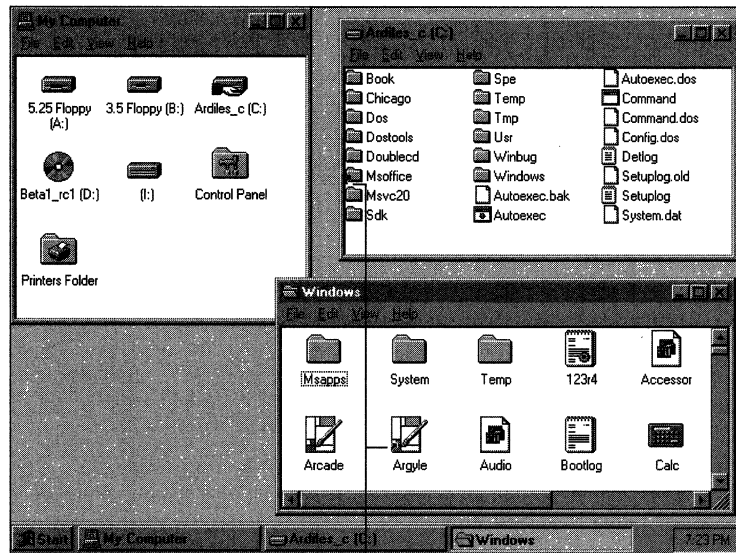 My Computer
File Edit View Help
5.25 Floppy (A:)
3.5 Floppy (B:)
Ardiles_c (C:)
Beta1_rc1 (D:)
(I:)
Control Panel
Printers Folder
Ardiles_c (C:)
File Edit View Help
Book
Chicago
Dos
Dostools
Doublecd
Msoffice
Msvc20
Sdk
Spe
Temp
Tmp
Usr
Winbug
Windows
Autoexec.bak
Autoexec
Autoexec.dos
Command
Command.dos
Config.dos
Detlog
Setuplog.old
Setuplog
System.dat
Windows
File Edit View Help
Msapps
System
Temp
123r4
Accessor
Arcade
Argyle
Audio
Bootlog
Calc
Start
My Computer
Ardiles_c (C:)
Windows
7:23 PM